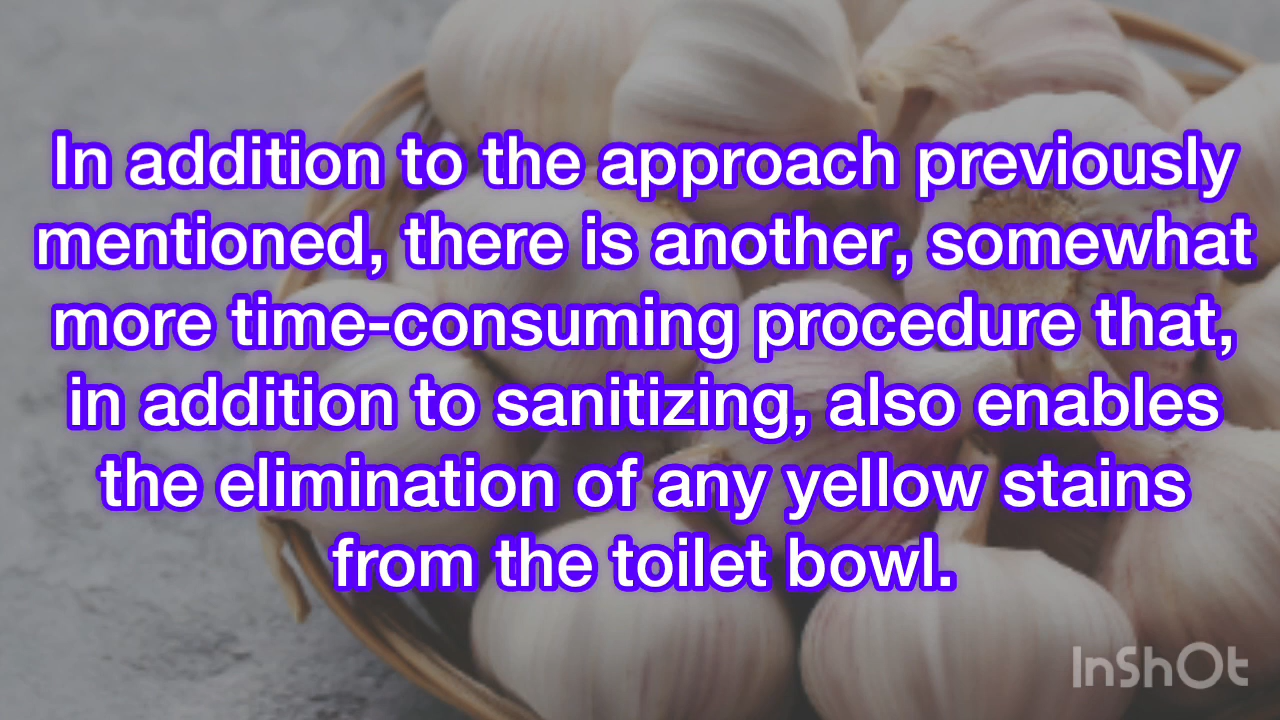 In addition to the approach previously
mentioned, there is another, somewhat
more time-consuming procedure that,
in addition to sanitizing, also enables
the elimination of any yellow stains
from the toilet bowl.
InShOt